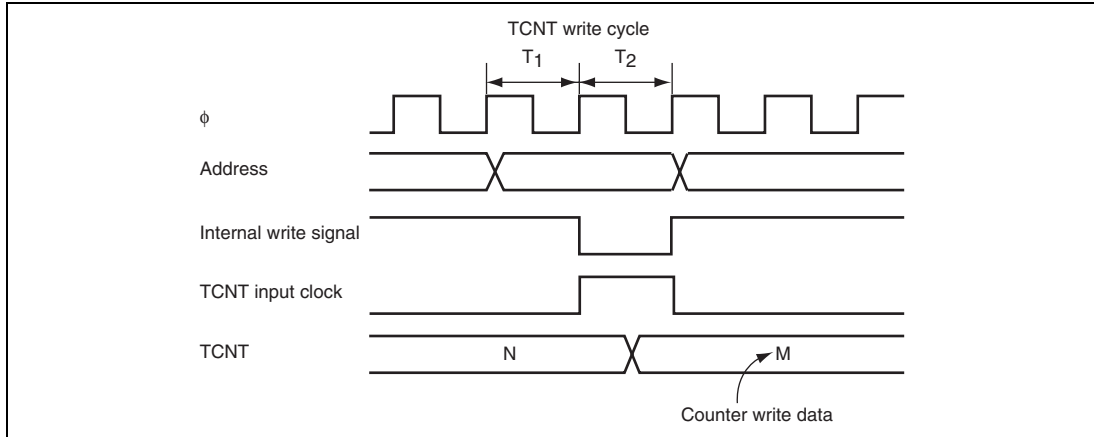 TCNT write cycle
T1 T2
φ
Address
Internal write signal
TCNT input clock
TCNT N M
Counter write data